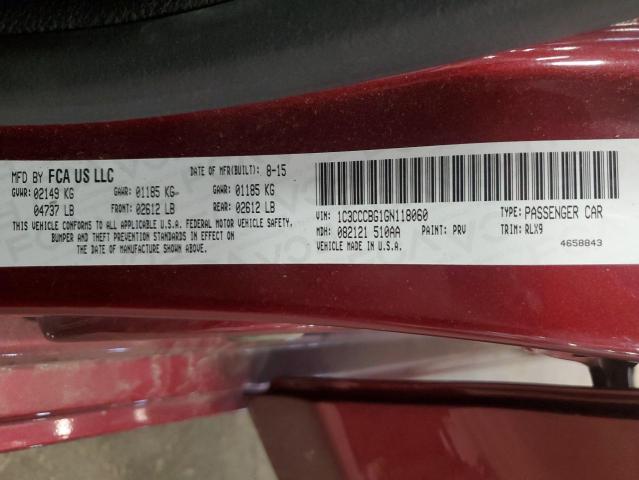 MFD BY FCA US LLC DATE OF MFR(BUILT): 8-15
GVWR: 02149 KG GAWR: 01185 KG GAWR: 01185 KG
04737 LB FRONT: 02612 LB REAR: 02612 LB
THIS VEHICLE CONFORMS TO ALL APPLICABLE U.S.A. FEDERAL MOTOR VEHICLE SAFETY,
BUMPER AND THEFT PREVENTION STANDARDS IN EFFECT ON
THE DATE OF MANUFACTURE SHOWN ABOVE.
VIN: 1C3CCCBG1GN118060 TYPE: PASSENGER CAR
MDH: 082121 510AA PAINT: PRV TRIM: RLX9
VEHICLE MADE IN U.S.A. 4658843